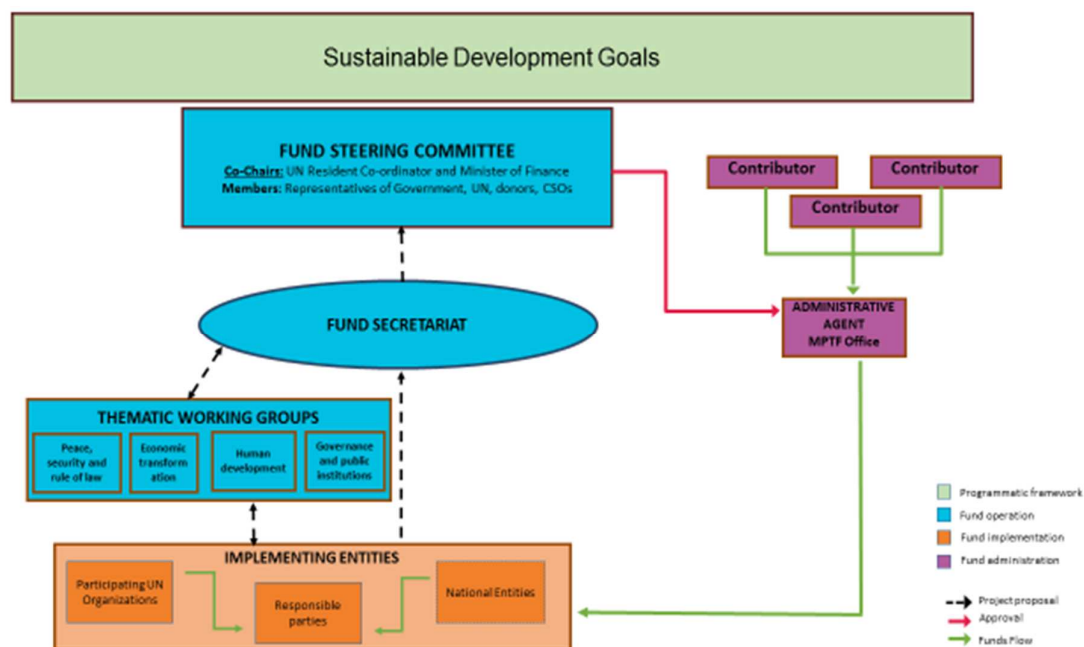 Sustainable Development Goals
FUND STEERING COMMITTEE
Co-Chairs: UN Resident Co-ordinator and Minister of Finance
Members: Representatives of Government, UN, donors, CSOs
Contributor
Contributor
Contributor
ADMINISTRATIVE
AGENT
MPTF Office
FUND SECRETARIAT
THEMATIC WORKING GROUPS
Peace,
security and
rule of law
Economic
transform
ation
Human
development
Governance
and public
institutions
IMPLEMENTING ENTITIES
Participating UN
Organizations
Responsible
parties
National Entities
Programmatic framework
Fund operation
Fund implementation
Fund administration
Project proposal
Approval
Funds Flow